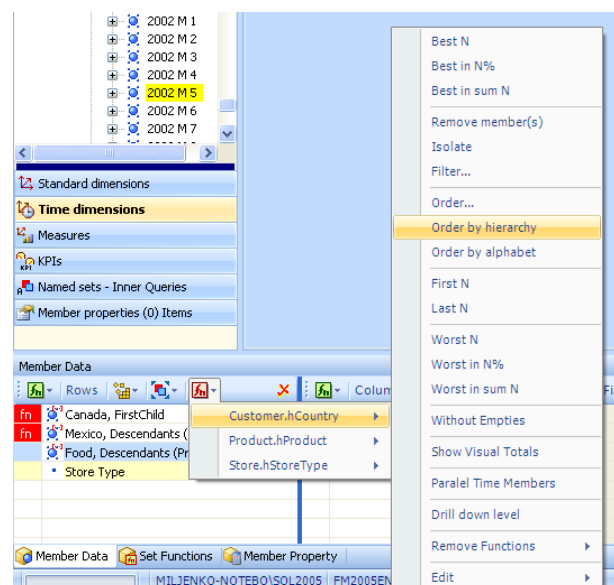 2002 M 1
2002 M 2
2002 M 3
2002 M 4
2002 M 5
2002 M 6
2002 M 7
Standard dimensions
Time dimensions
Measures
KPI KPIs
Named sets - Inner Queries
Member properties (0) Items
Member Data
Rows
Colum
fn Canada, FirstChild
fn Mexico, Descendants (
Food, Descendants (Pr
Store Type
Customer.hCountry
Product.hProduct
Store.hStoreType
Best N
Best in N%
Best in sum N
Remove member(s)
Isolate
Filter...
Order...
Order by hierarchy
Order by alphabet
First N
Last N
Worst N
Worst in N%
Worst in sum N
Without Empties
Show Visual Totals
Paralel Time Members
Drill down level
Remove Functions
Edit
Fi
Member Data
Set Functions
Member Property
MILJENKO-NOTEBO\SOL2005
FM2005EN